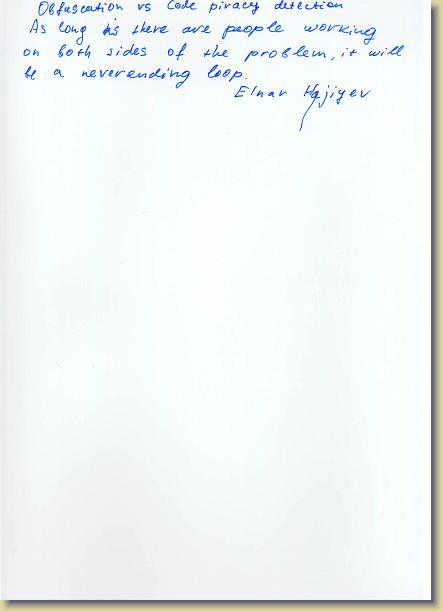 Obfuscation vs Code piracy detection
As long as there are people working
on both sides of the problem, it will
be a neverending loop.
Elnar Hajiyev